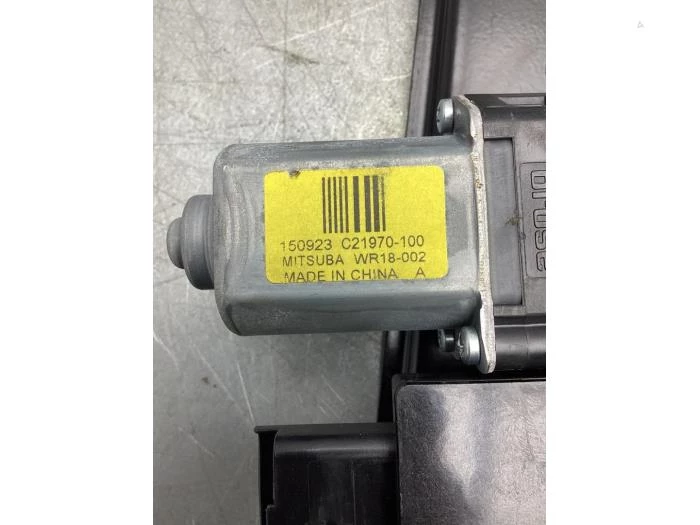 150923 C21970-100
MITSUBA WR18-002
MADE IN CHINA A